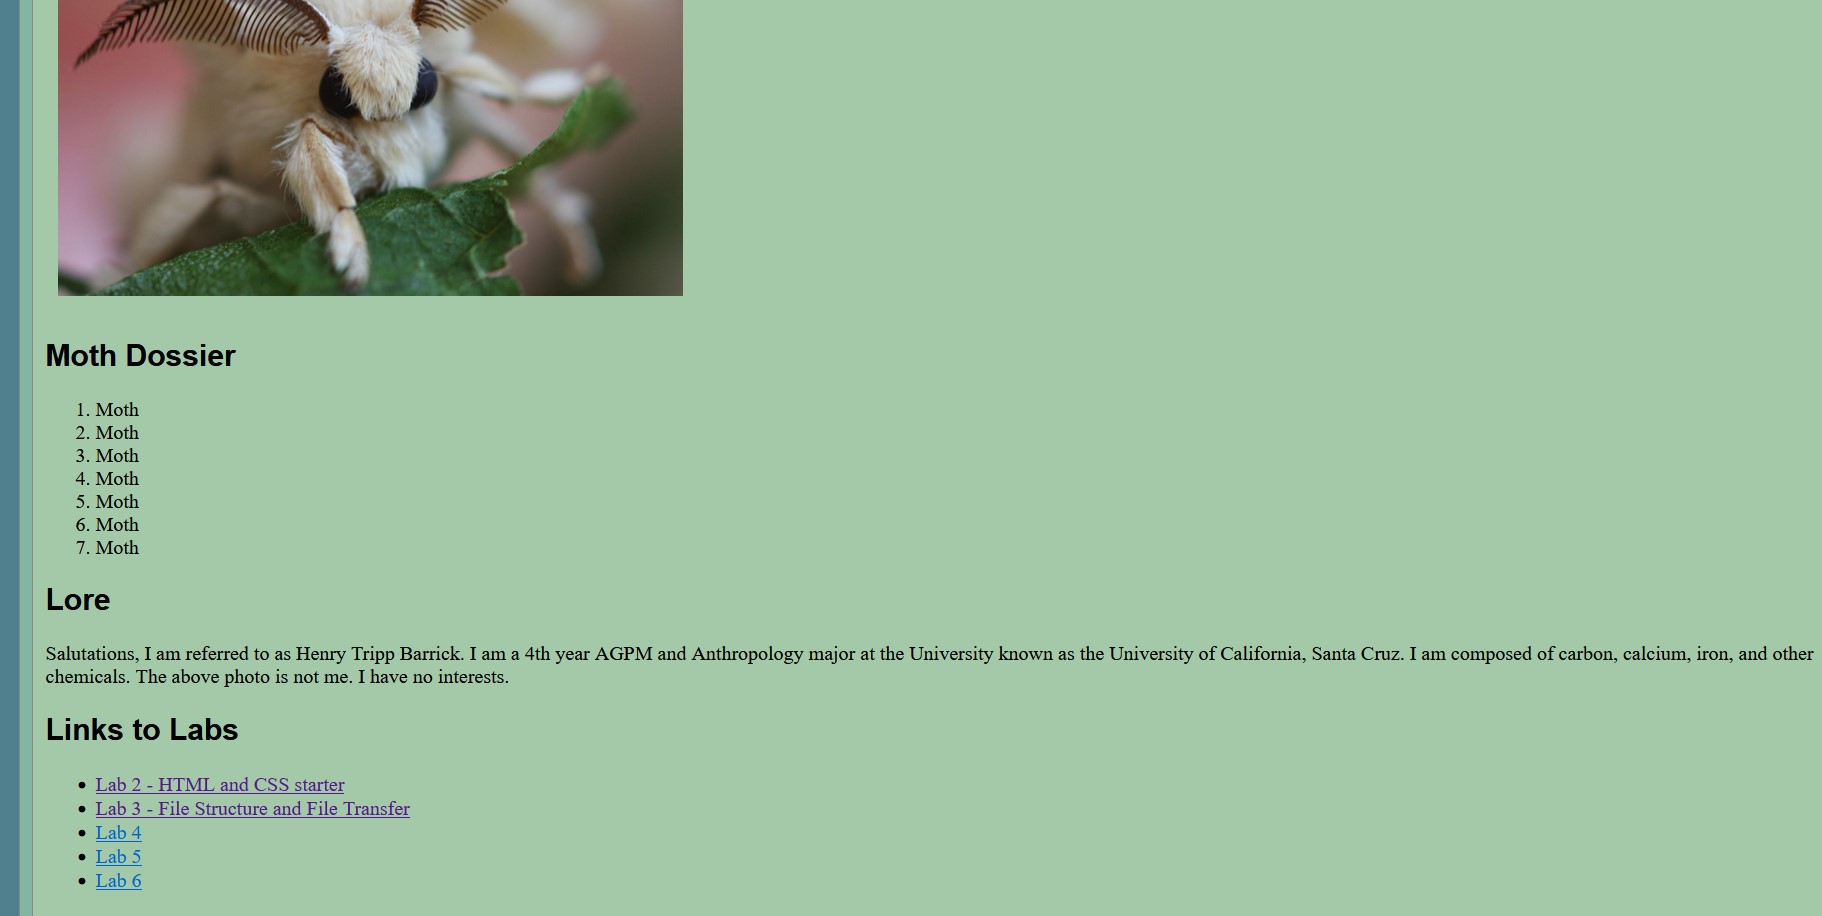 Moth Dossier
1. Moth
2. Moth
3. Moth
4. Moth
5. Moth
6. Moth
7. Moth
Lore
Salutations, I am referred to as Henry Tripp Barrick. I am a 4th year AGPM and Anthropology major at the University known as the University of California, Santa Cruz. I am composed of carbon, calcium, iron, and other
chemicals. The above photo is not me. I have no interests.
Links to Labs
• Lab 2 - HTML and CSS starter
• Lab 3 - File Structure and File Transfer
• Lab 4
• Lab 5
• Lab 6